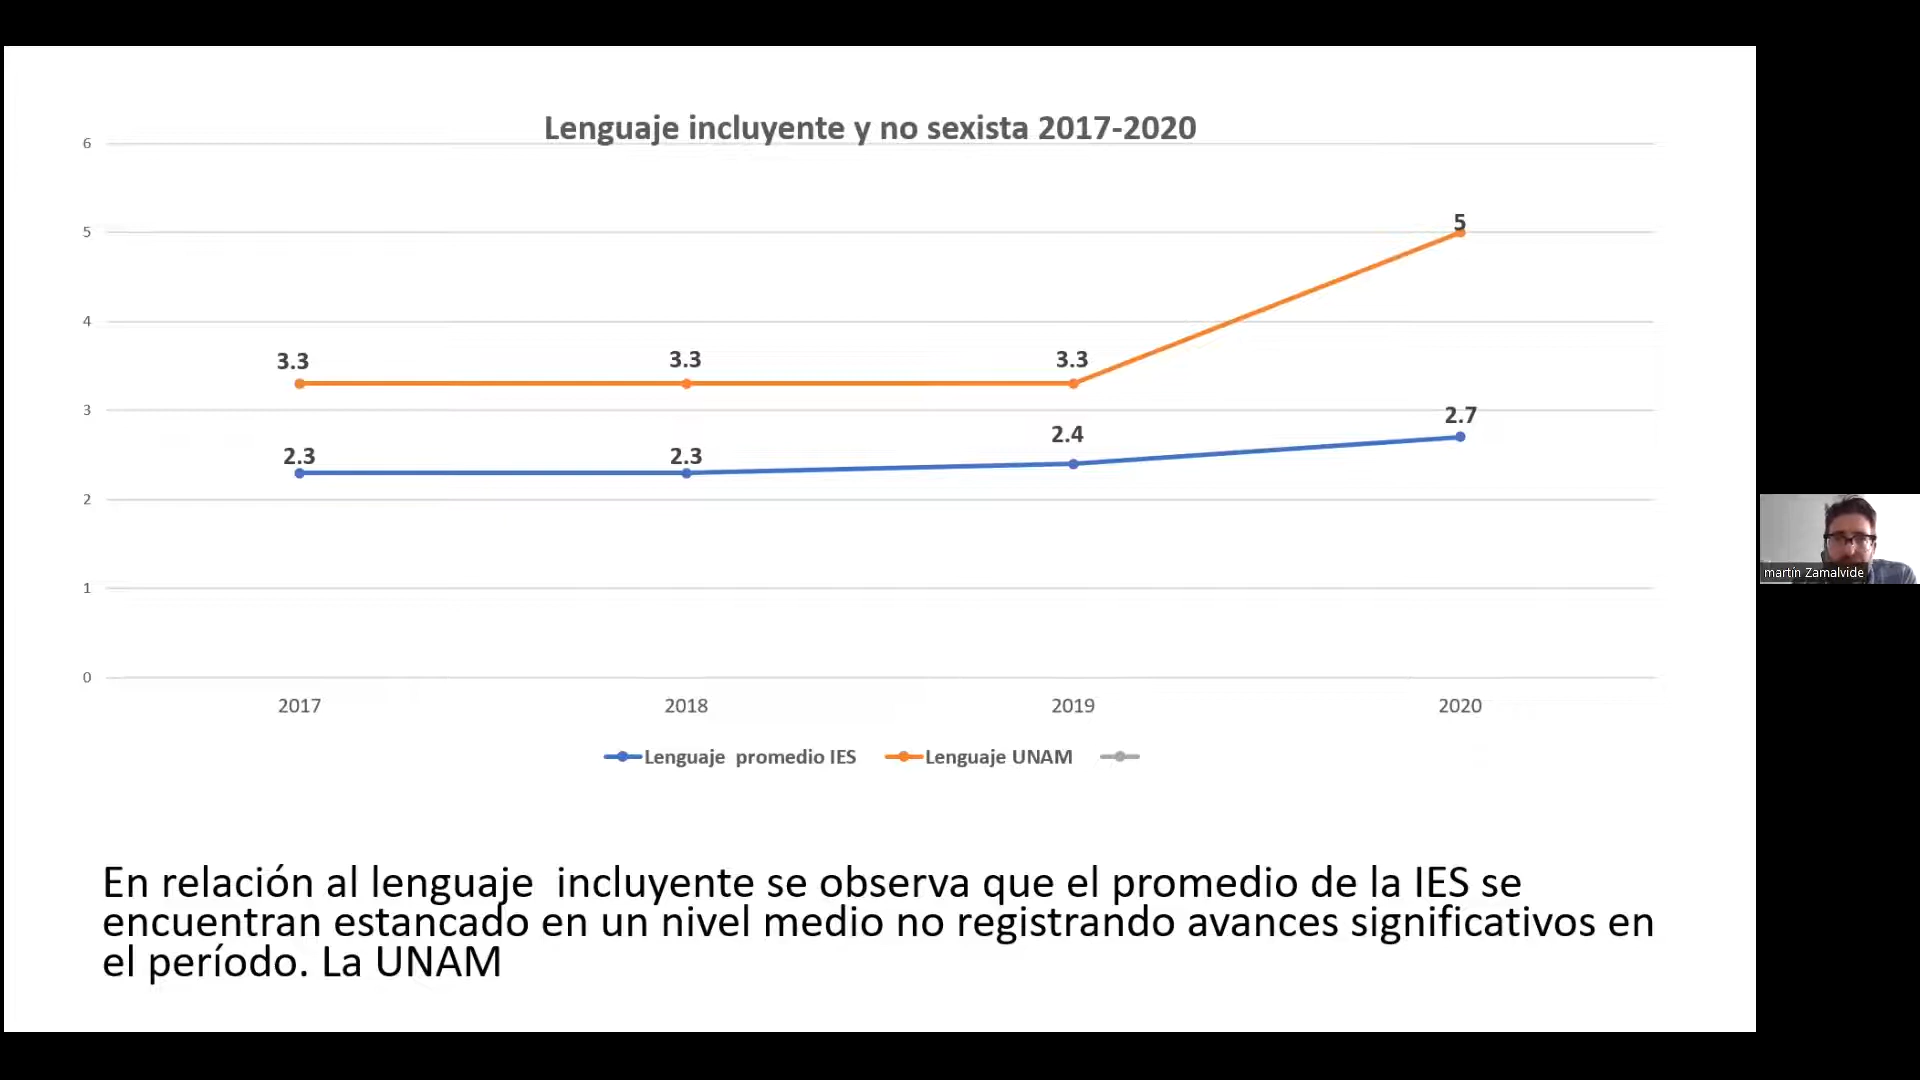 Lenguaje incluyente y no sexista 2017-2020
6
5
4
3
2
1
0
5
3.3
3.3
3.3
2.7
2.4
2.3
2.3
2017
2018
2019
2020
Lenguaje promedio IES
Lenguaje UNAM
En relación al lenguaje incluyente se observa que el promedio de la IES se
encuentran estancado en un nivel medio no registrando avances significativos en
el período. La UNAM
martín Zamalvide